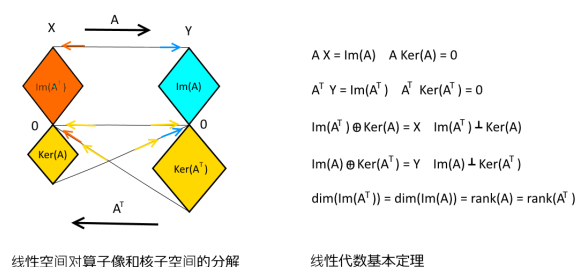 A
X
Y
Im(Aᵀ)
Im(A)
0
0
Ker(A)
Ker(Aᵀ)
Aᵀ
线性空间对算子像和核子空间的分解
A X = Im(A) A Ker(A) = 0
Aᵀ Y = Im(Aᵀ) Aᵀ Ker(Aᵀ) = 0
Im(Aᵀ) ⊕ Ker(A) = X Im(Aᵀ) ⊥ Ker(A)
Im(A) ⊕ Ker(Aᵀ) = Y Im(A) ⊥ Ker(Aᵀ)
dim(Im(Aᵀ)) = dim(Im(A)) = rank(A) = rank(Aᵀ)
线性代数基本定理